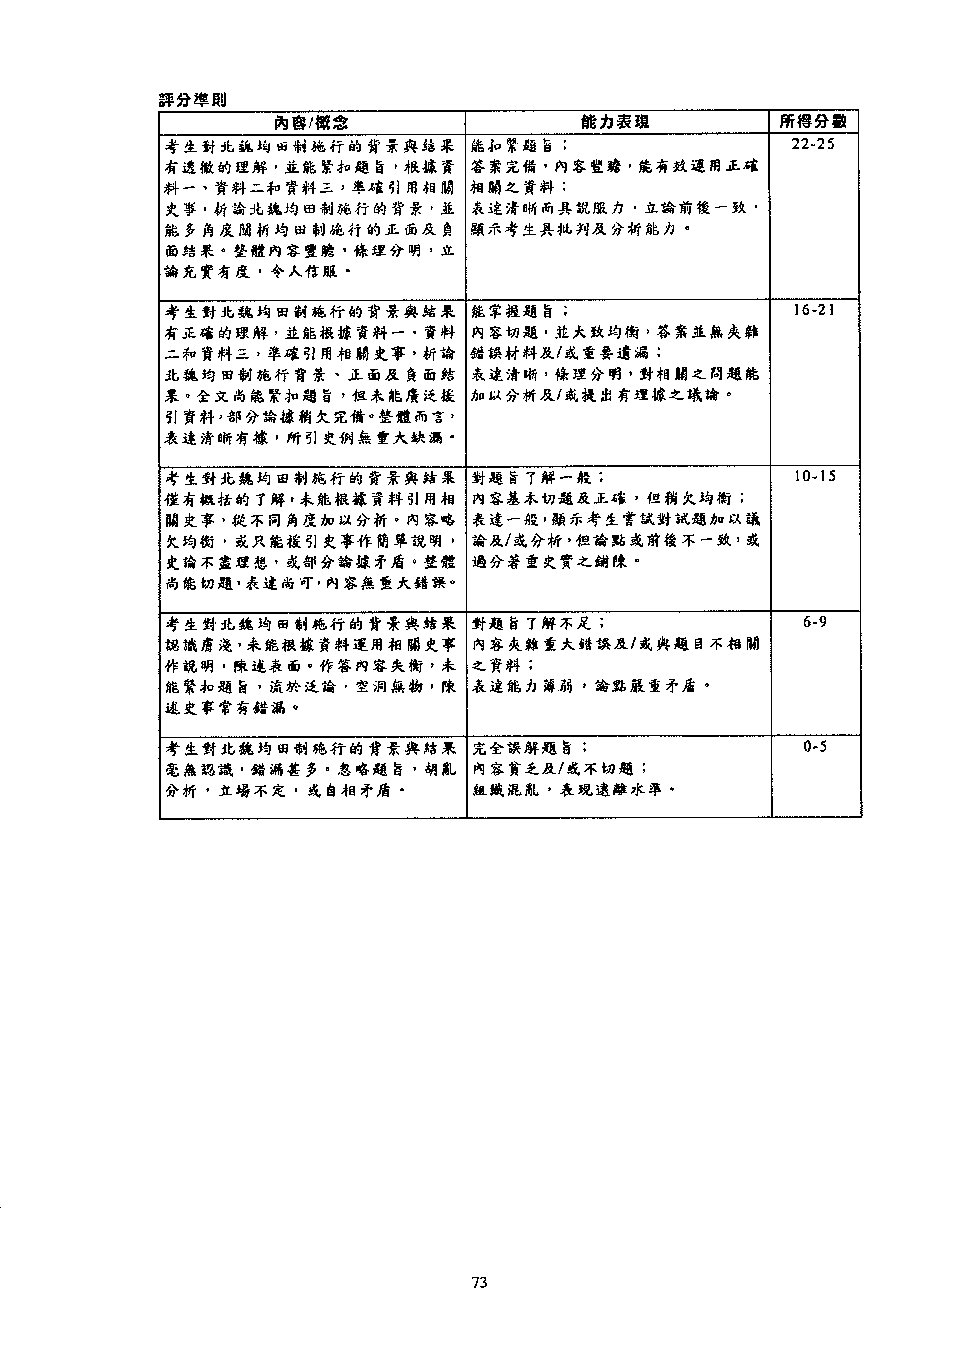 評分準則
內容/概念 能力表現 所得分數
考生對北魏均田制施行的背景與結果 能扣緊題旨； 22-25
有透徹的理解，並能緊扣題旨，根據資 答案完備，內容豐贍，能有效運用正確
料一、資料二和資料三，準確引用相關 相關之資料；
史事，析論北魏均田制施行的背景，並 表達清晰而具說服力，立論前後一致，
能多角度闡析均田制施行的正面及負 顯示考生具批判及分析能力。
面結果。整體內容豐贍，條理分明，立
論充實有度，令人信服。
考生對北魏均田制施行的背景與結果 能掌握題旨； 16-21
有正確的理解，並能根據資料一、資料 內容切題，並大致均衡，答案並無夾雜
二和資料三，準確引用相關史事，析論 錯誤材料及/或重要遺漏；
北魏均田制施行背景、正面及負面結 表達清晰，條理分明，對相關之問題能
果。全文尚能緊扣題旨，但未能廣泛援 加以分析及/或提出有理據之議論。
引資料，部分論據稍欠完備。整體而言，
表達清晰有據，所引史例無重大缺漏。
考生對北魏均田制施行的背景與結果 對題旨了解一般； 10-15
僅有概括的了解，未能根據資料引用相 內容基本切題及正確，但稍欠均衡；
關史事，從不同角度加以分析。內容略 表達一般，顯示考生嘗試對試題加以議
欠均衡，或只能援引史事作簡單說明， 論及/或分析，但論點或前後不一致，或
史論不盡理想，或部分論據矛盾。整體 過分著重史實之鋪陳。
尚能切題，表達尚可，內容無重大錯誤。
考生對北魏均田制施行的背景與結果 對題旨了解不足； 6-9
認識膚淺，未能根據資料運用相關史事 內容夾雜重大錯誤及/或與題目不相關
作說明，陳述表面。作答內容失衡，未 之資料；
能緊扣題旨，流於泛論，空洞無物，陳 表達能力薄弱，論點嚴重矛盾。
述史事常有錯漏。
考生對北魏均田制施行的背景與結果 完全誤解題旨； 0-5
毫無認識，錯漏甚多。忽略題旨，胡亂 內容貧乏及/或不切題；
分析，立場不定，或自相矛盾。 組織混亂，表現遠離水準。
73